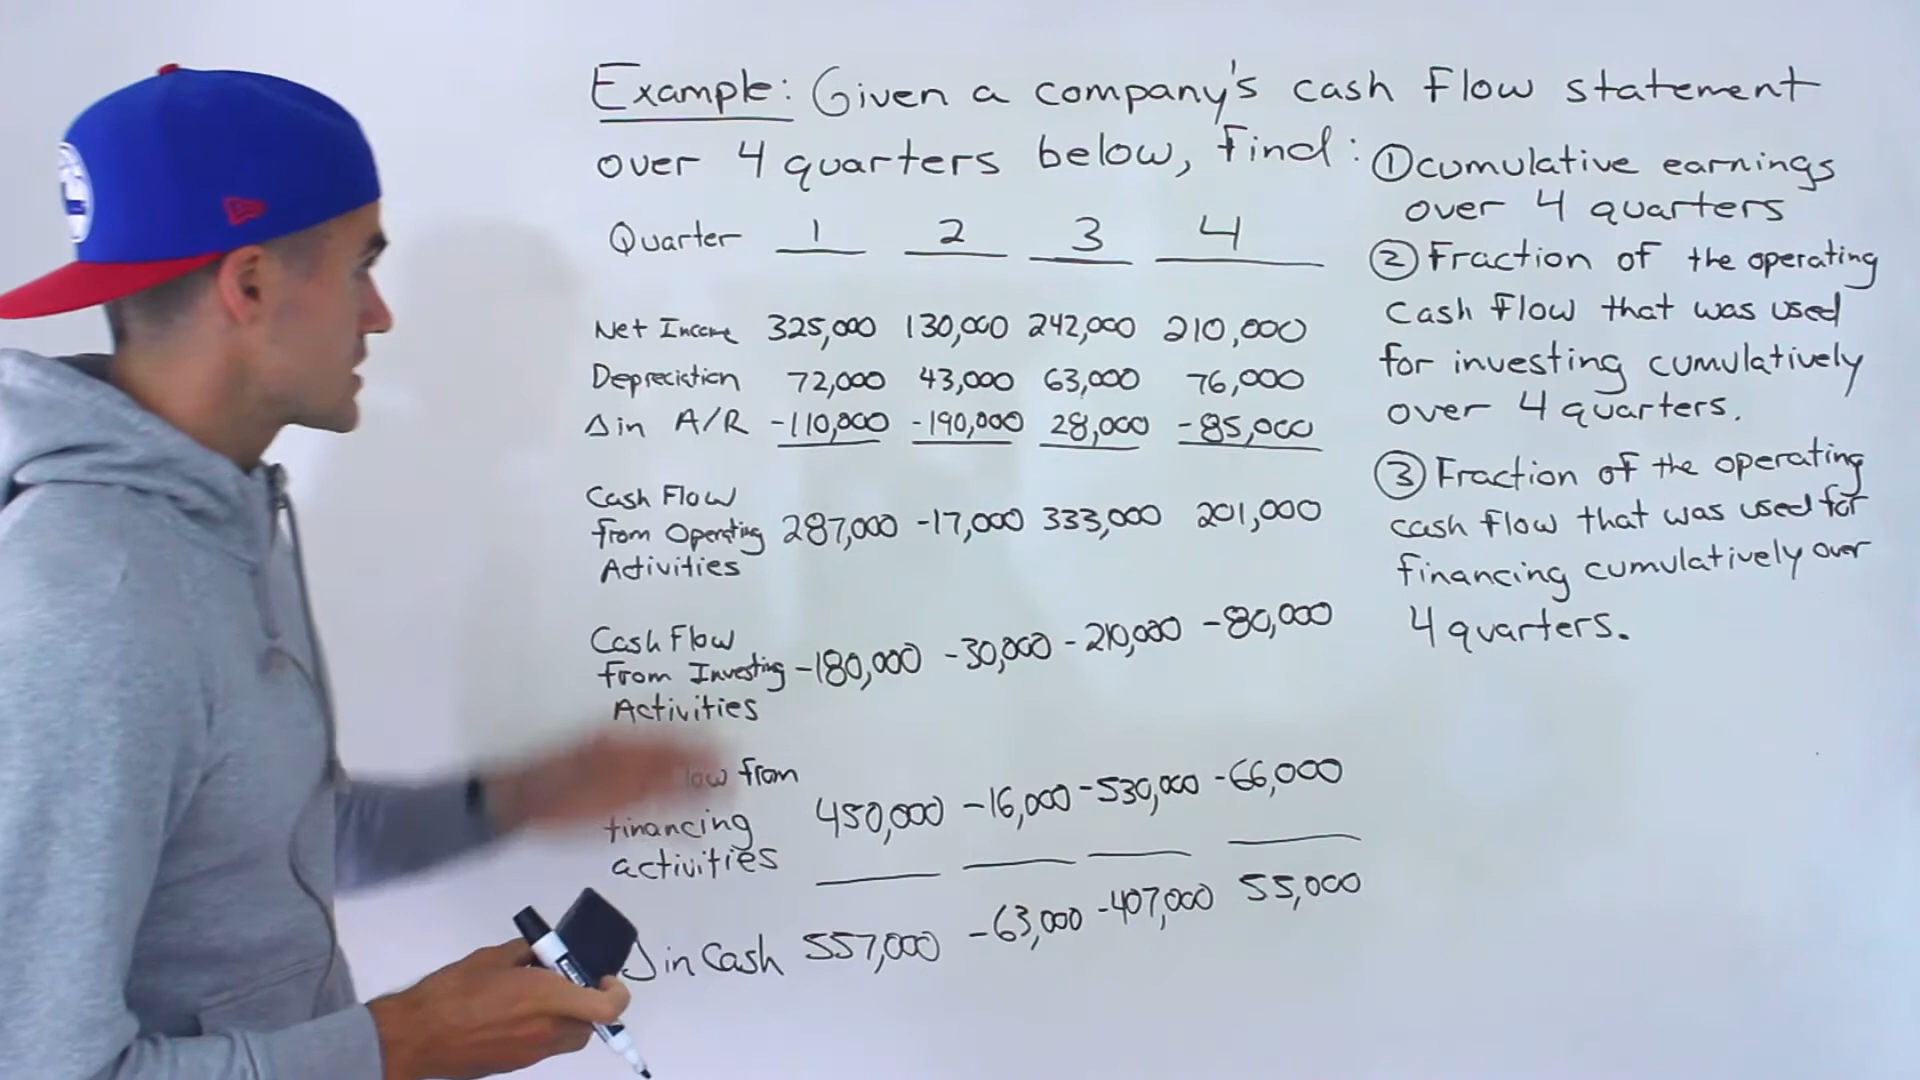 Example: Given a company's cash flow statement
over 4 quarters below, find:
Quarter 1 2 3 4
Net Income 325,000 130,000 242,000 210,000
Depreciation 72,000 43,000 63,000 76,000
Δ in A/R -110,000 -190,000 28,000 -85,000
Cash Flow
from Operating 287,000 -17,000 333,000 201,000
Activities
Cash Flow
from Investing -180,000 -30,000 -210,000 -80,000
Activities
from
financing 450,000 -16,000 -530,000 -66,000
activities
Δ in Cash 557,000 -63,000 -407,000 55,000
① cumulative earnings
over 4 quarters
② Fraction of the operating
cash flow that was used
for investing cumulatively
over 4 quarters.
③ Fraction of the operating
cash flow that was used for
financing cumulatively over
4 quarters.